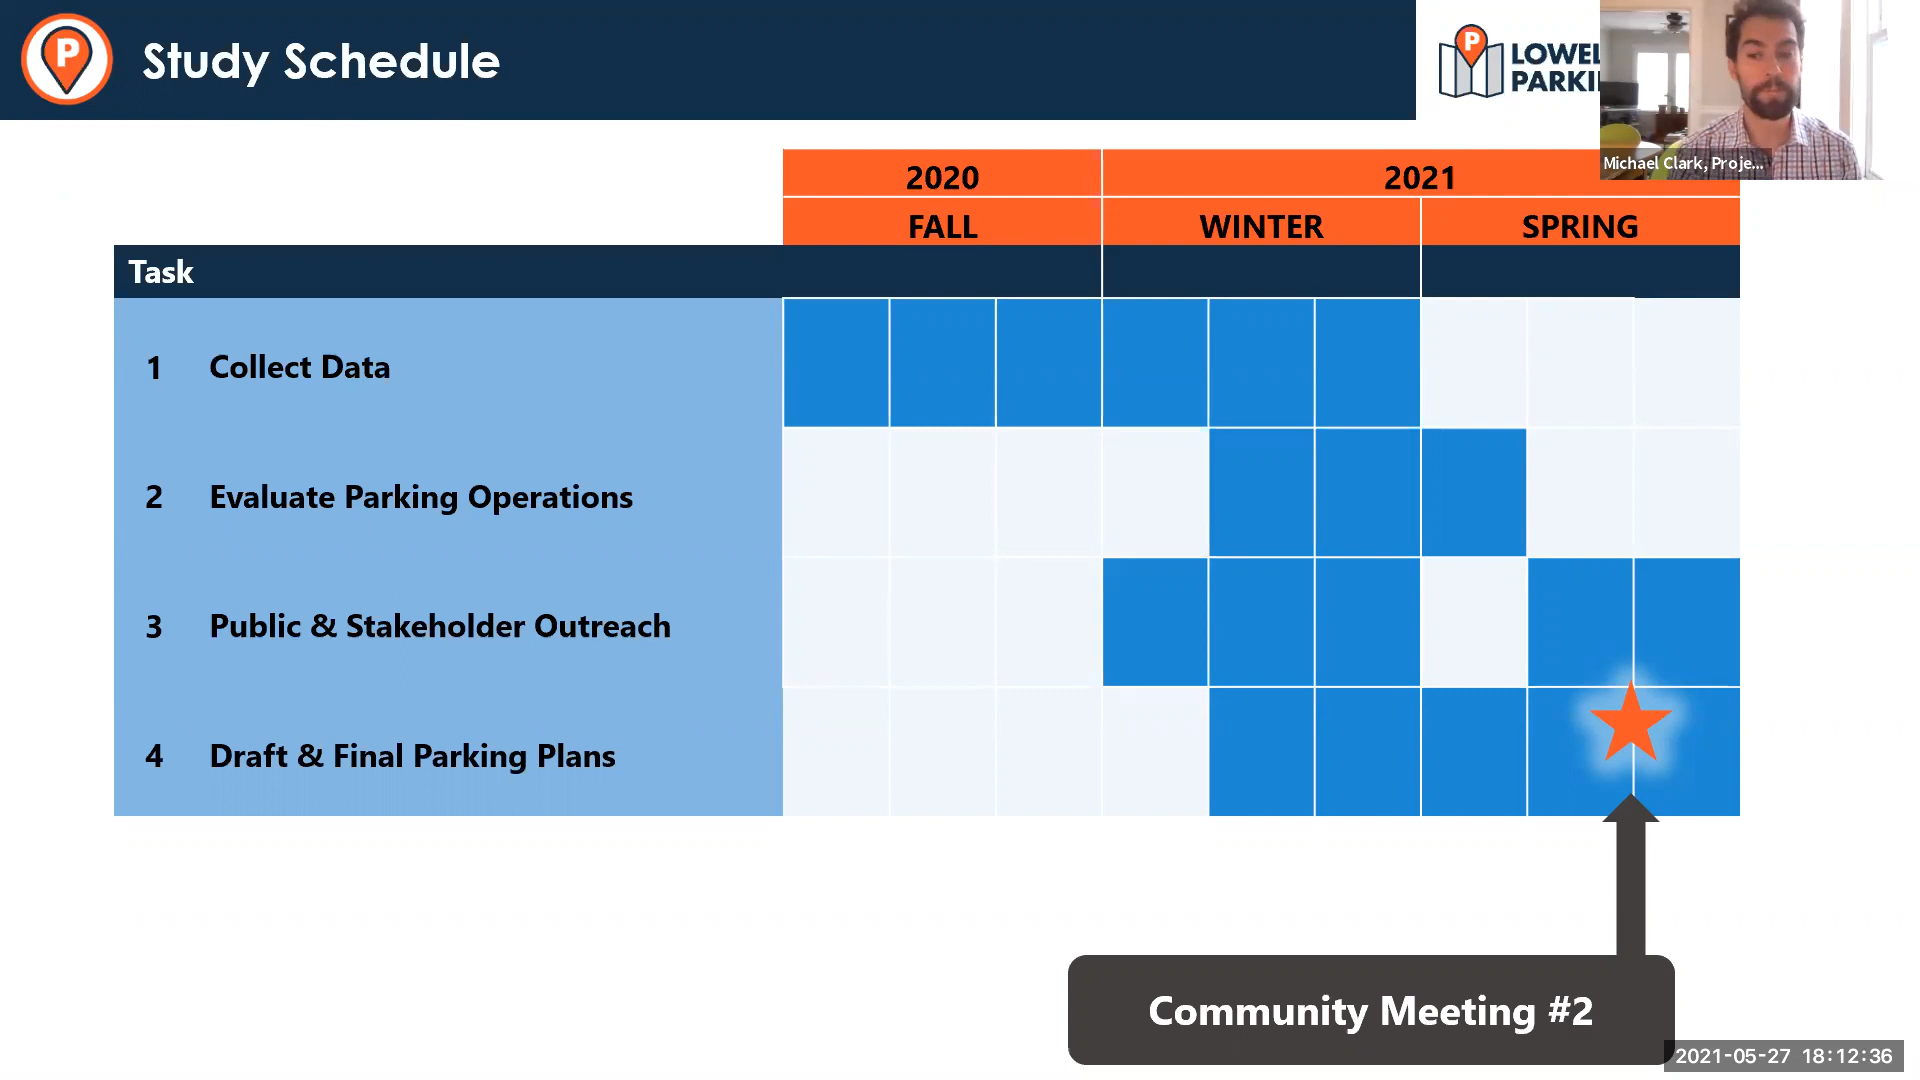 P Study Schedule
P LOWEL
PARKI
Michael Clark, Proje...
2020 2021
FALL WINTER SPRING
Task
1 Collect Data
2 Evaluate Parking Operations
3 Public & Stakeholder Outreach
4 Draft & Final Parking Plans
Community Meeting #2
2021-05-27 18:12:36